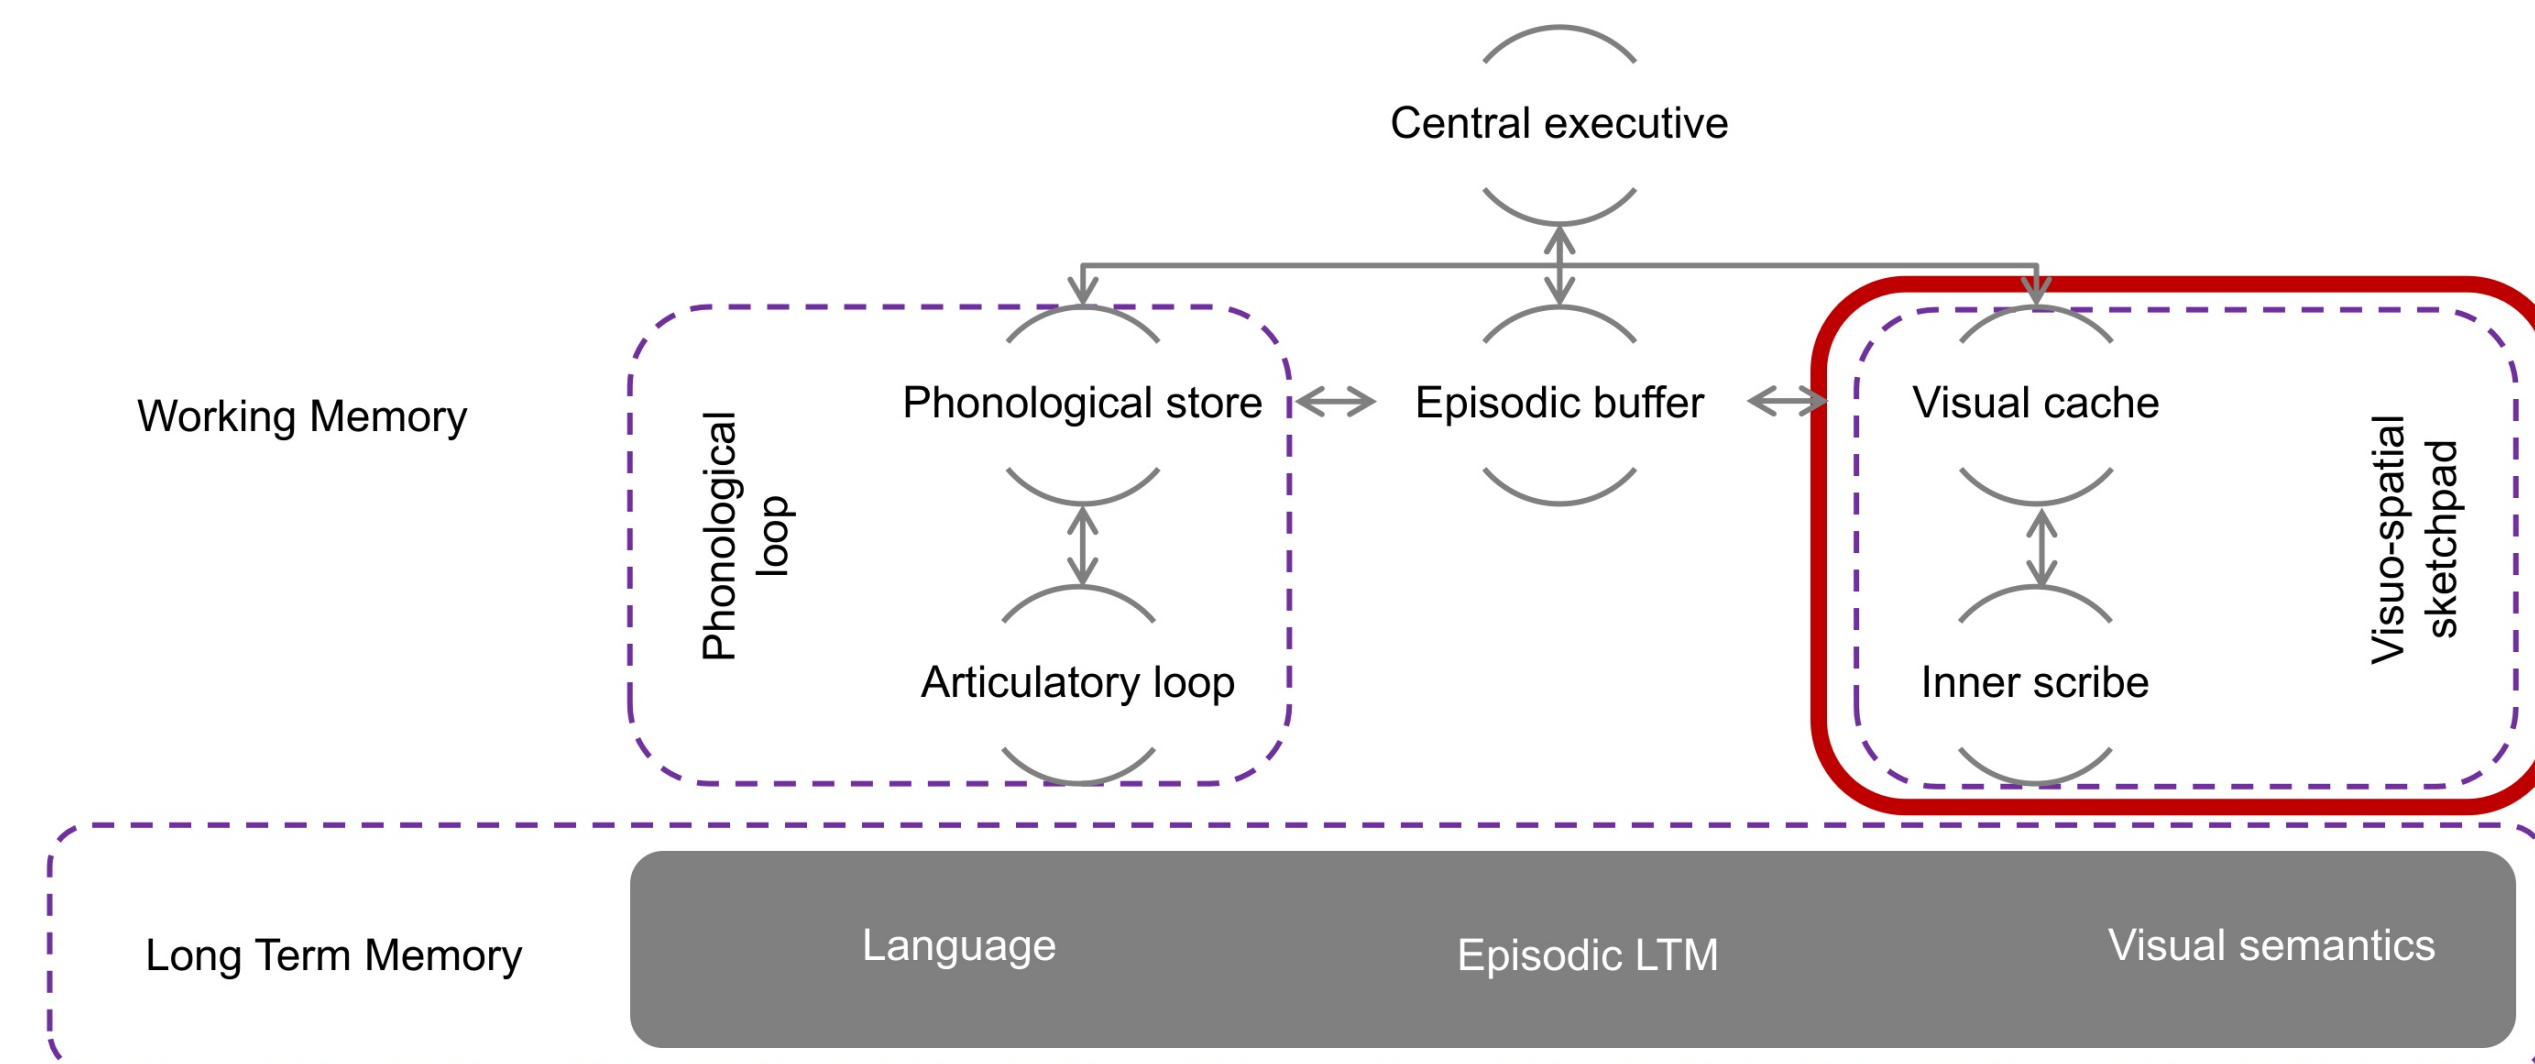 Central executive
Working Memory
Phonological
loop
Phonological store
Episodic buffer
Visual cache
Visuo-spatial
sketchpad
Articulatory loop
Inner scribe
Long Term Memory
Language
Episodic LTM
Visual semantics